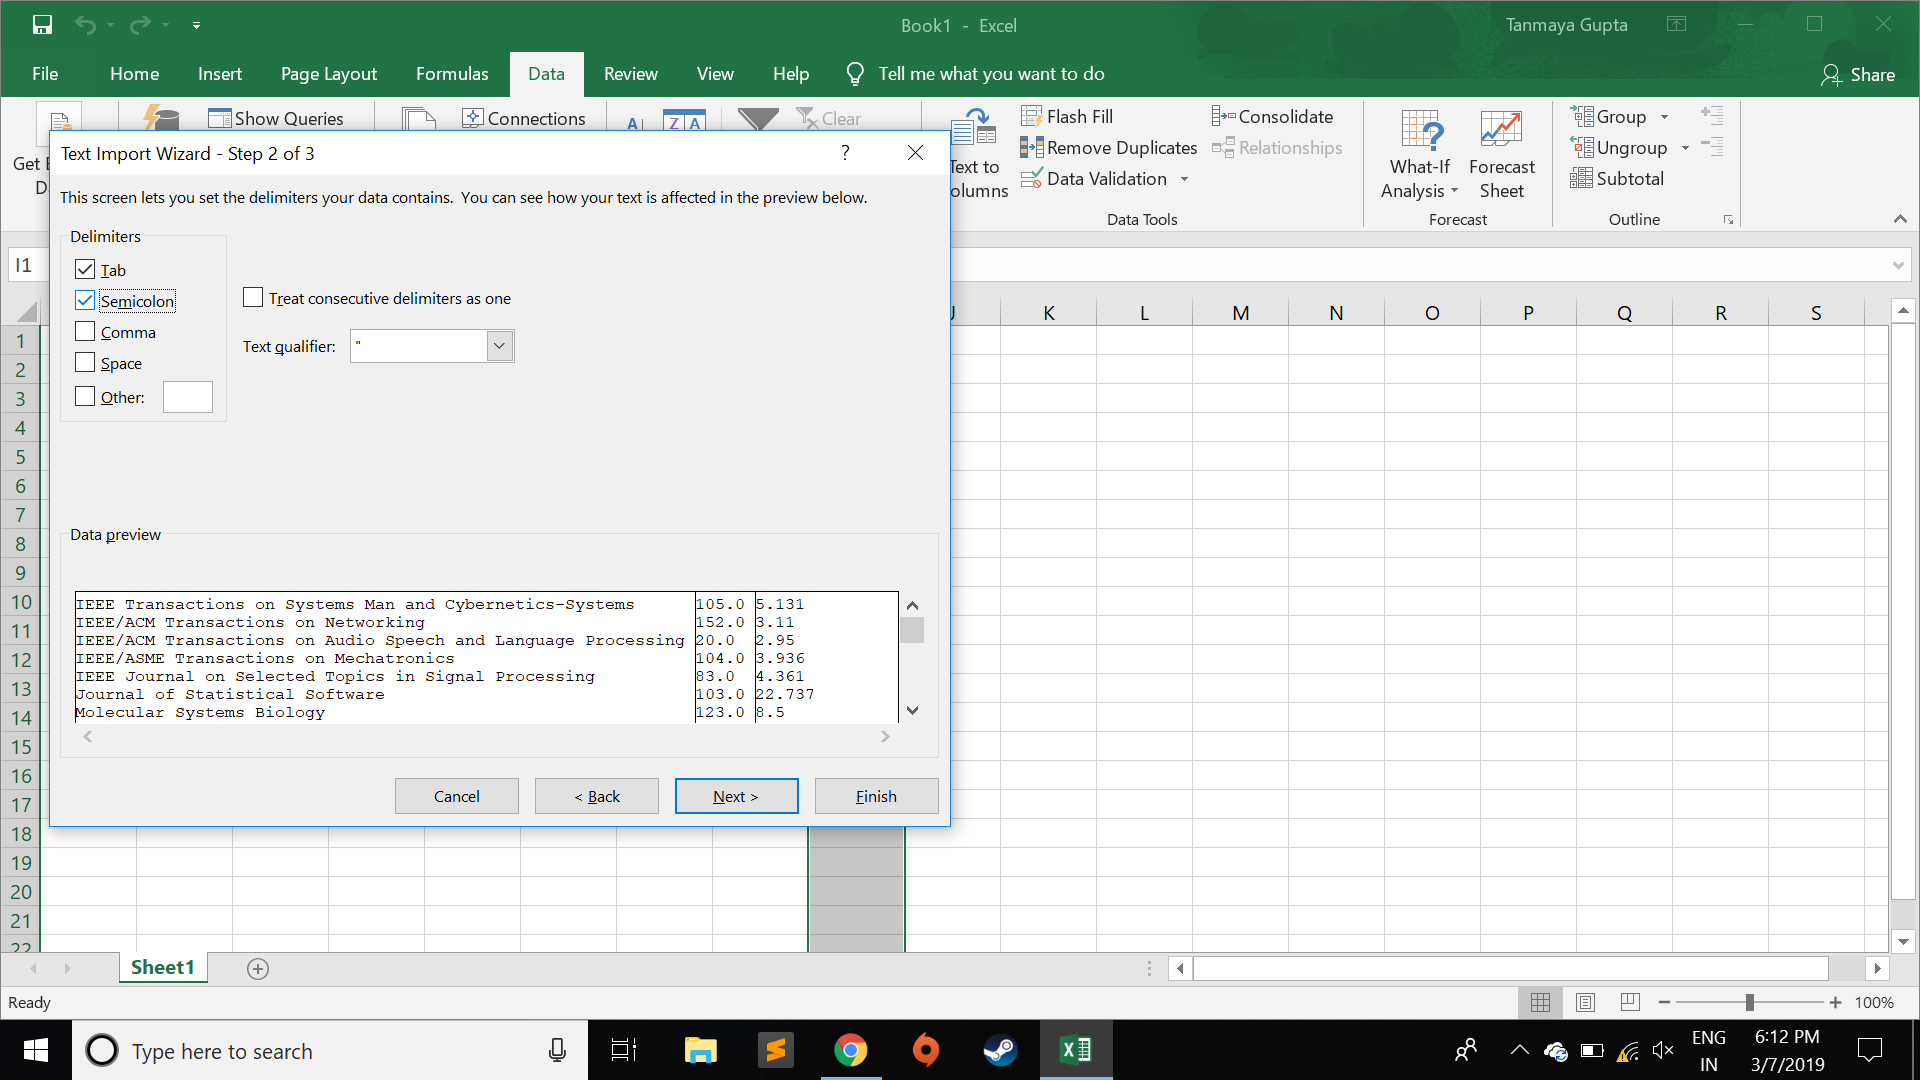 Book1 - Excel
Tanmaya Gupta
File
Home
Insert
Page Layout
Formulas
Data
Review
View
Help
Tell me what you want to do
Share
Show Queries
Connections
Clear
Flash Fill
Remove Duplicates
Data Validation
Consolidate
Relationships
What-If
Analysis
Forecast
Sheet
Group
Ungroup
Subtotal
Data Tools
Forecast
Outline
Get
Text Import Wizard - Step 2 of 3
?
This screen lets you set the delimiters your data contains. You can see how your text is affected in the preview below.
Delimiters
Tab
Semicolon
Comma
Space
Other:
Treat consecutive delimiters as one
Text qualifier: "
Data preview
IEEE Transactions on Systems Man and Cybernetics-Systems 105.0 5.131
IEEE/ACM Transactions on Networking 152.0 3.11
IEEE/ACM Transactions on Audio Speech and Language Processing 20.0 2.95
IEEE/ASME Transactions on Mechatronics 104.0 3.936
IEEE Journal on Selected Topics in Signal Processing 83.0 4.361
Journal of Statistical Software 103.0 22.737
Molecular Systems Biology 123.0 8.5
Cancel
< Back
Next >
Finish
I1
K L M N O P Q R S
1
2
3
4
5
6
7
8
9
10
11
12
13
14
15
16
17
18
19
20
21
22
Sheet1
Ready
100%
Type here to search
ENG
IN
6:12 PM
3/7/2019